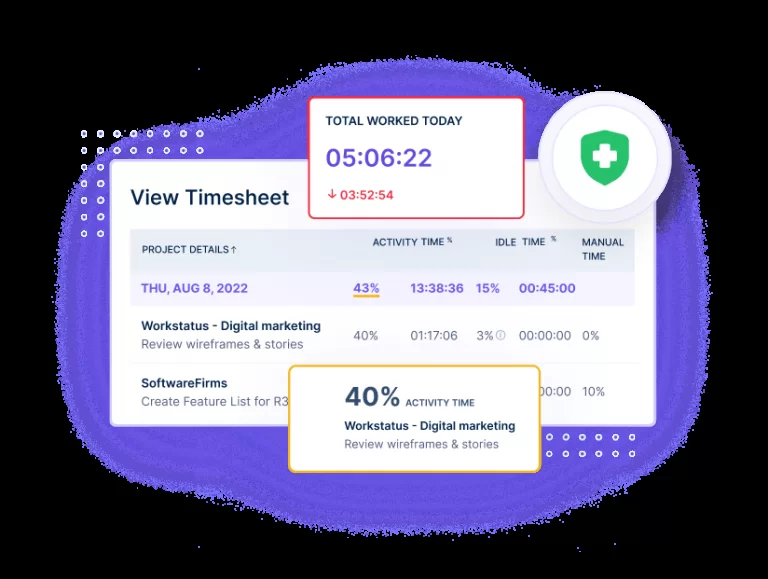 TOTAL WORKED TODAY
05:06:22
↓ 03:52:54
View Timesheet
PROJECT DETAILS↑ ACTIVITY TIME % IDLE TIME % MANUAL TIME
THU, AUG 8, 2022 43% 13:38:36 15% 00:45:00
Workstatus - Digital marketing 40% 01:17:06 3% 00:00:00 0%
Review wireframes & stories
SoftwareFirms
Create Feature List for R3 00:00 10%
40% ACTIVITY TIME
Workstatus - Digital marketing
Review wireframes & stories